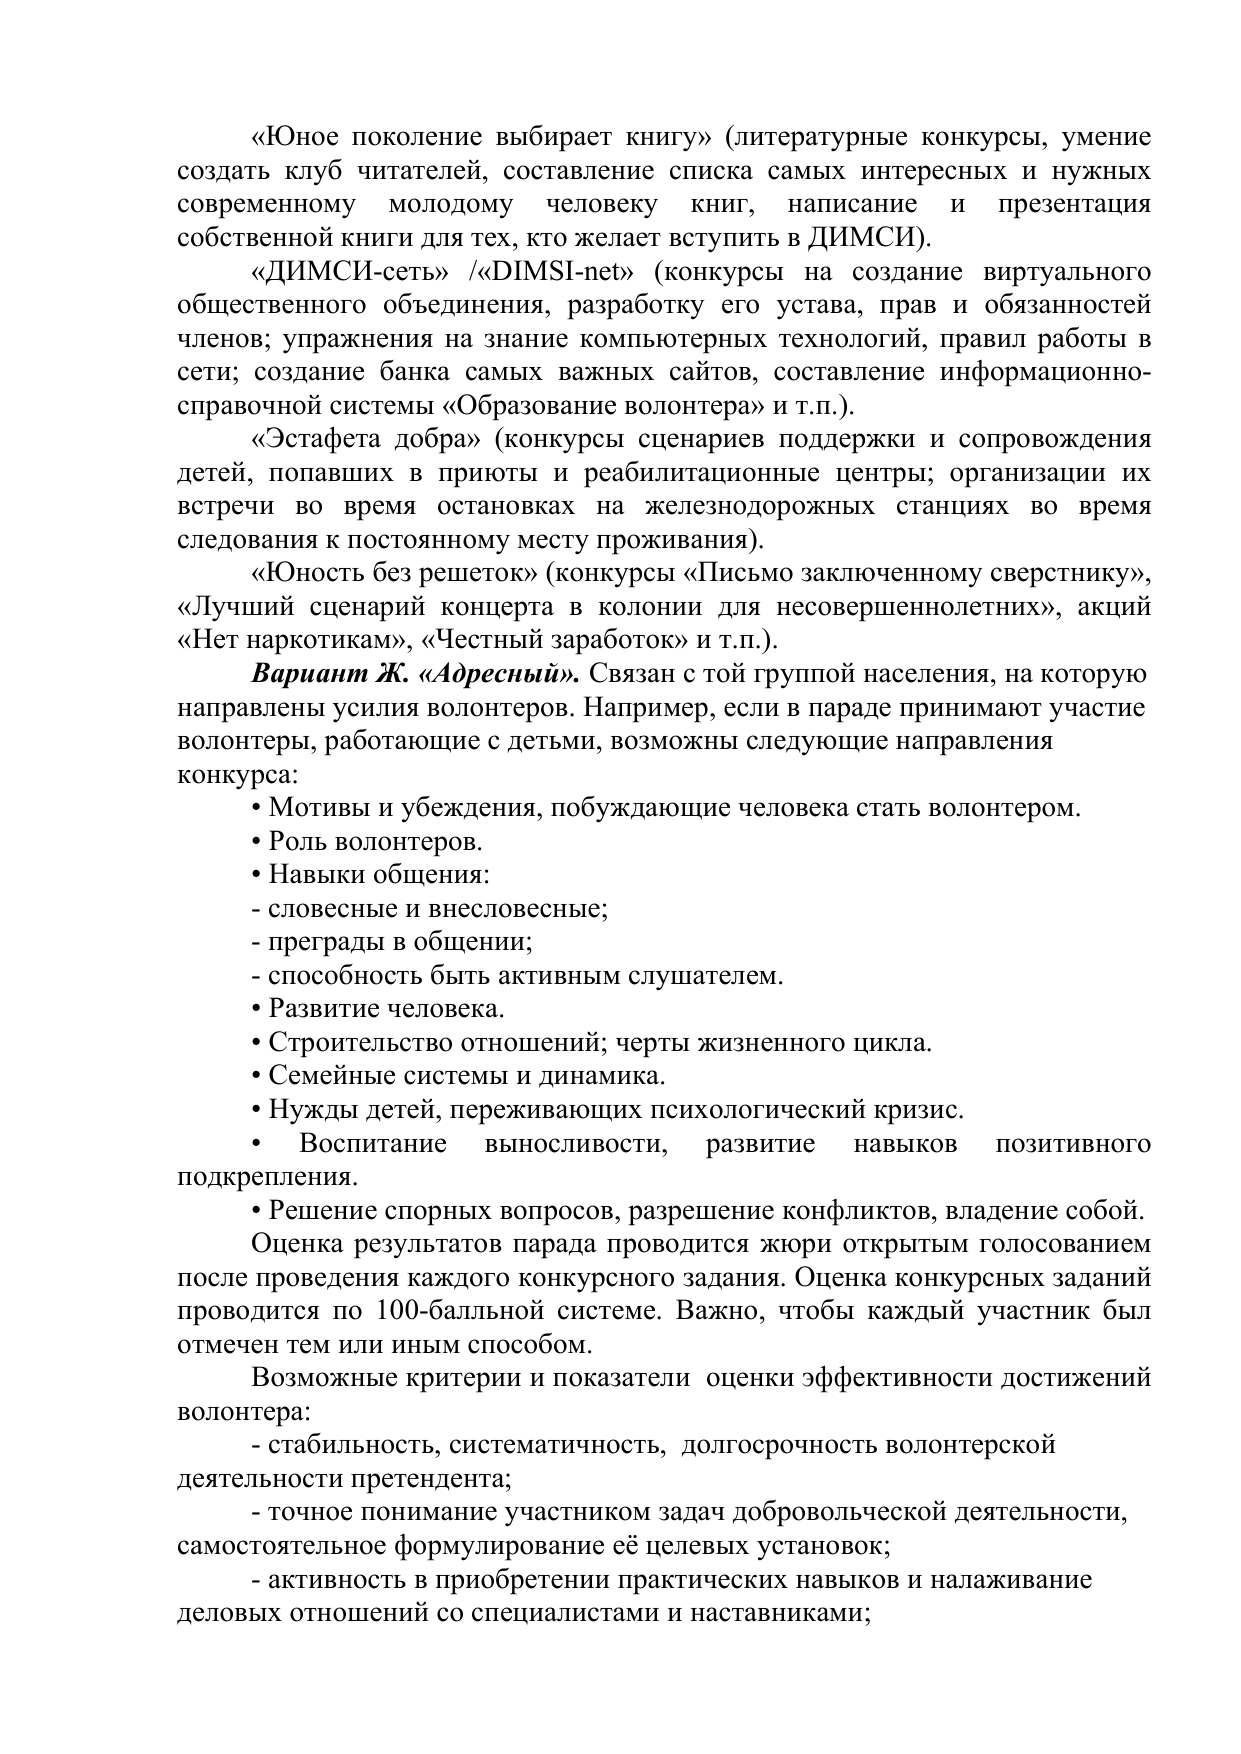 «Юное поколение выбирает книгу» (литературные конкурсы, умение
создать клуб читателей, составление списка самых интересных и нужных
современному молодому человеку книг, написание и презентация
собственной книги для тех, кто желает вступить в ДИМСИ).
«ДИМСИ-сеть» /«DIMSI-net» (конкурсы на создание виртуального
общественного объединения, разработку его устава, прав и обязанностей
членов; упражнения на знание компьютерных технологий, правил работы в
сети; создание банка самых важных сайтов, составление информационно-
справочной системы «Образование волонтера» и т.п.).
«Эстафета добра» (конкурсы сценариев поддержки и сопровождения
детей, попавших в приюты и реабилитационные центры; организации их
встречи во время остановках на железнодорожных станциях во время
следования к постоянному месту проживания).
«Юность без решеток» (конкурсы «Письмо заключенному сверстнику»,
«Лучший сценарий концерта в колонии для несовершеннолетних», акций
«Нет наркотикам», «Честный заработок» и т.п.).
Вариант Ж. «Адресный». Связан с той группой населения, на которую
направлены усилия волонтеров. Например, если в параде принимают участие
волонтеры, работающие с детьми, возможны следующие направления
конкурса:
• Мотивы и убеждения, побуждающие человека стать волонтером.
• Роль волонтеров.
• Навыки общения:
- словесные и внесловесные;
- преграды в общении;
- способность быть активным слушателем.
• Развитие человека.
• Строительство отношений; черты жизненного цикла.
• Семейные системы и динамика.
• Нужды детей, переживающих психологический кризис.
• Воспитание выносливости, развитие навыков позитивного
подкрепления.
• Решение спорных вопросов, разрешение конфликтов, владение собой.
Оценка результатов парада проводится жюри открытым голосованием
после проведения каждого конкурсного задания. Оценка конкурсных заданий
проводится по 100-балльной системе. Важно, чтобы каждый участник был
отмечен тем или иным способом.
Возможные критерии и показатели оценки эффективности достижений
волонтера:
- стабильность, систематичность, долгосрочность волонтерской
деятельности претендента;
- точное понимание участником задач добровольческой деятельности,
самостоятельное формулирование её целевых установок;
- активность в приобретении практических навыков и налаживание
деловых отношений со специалистами и наставниками;